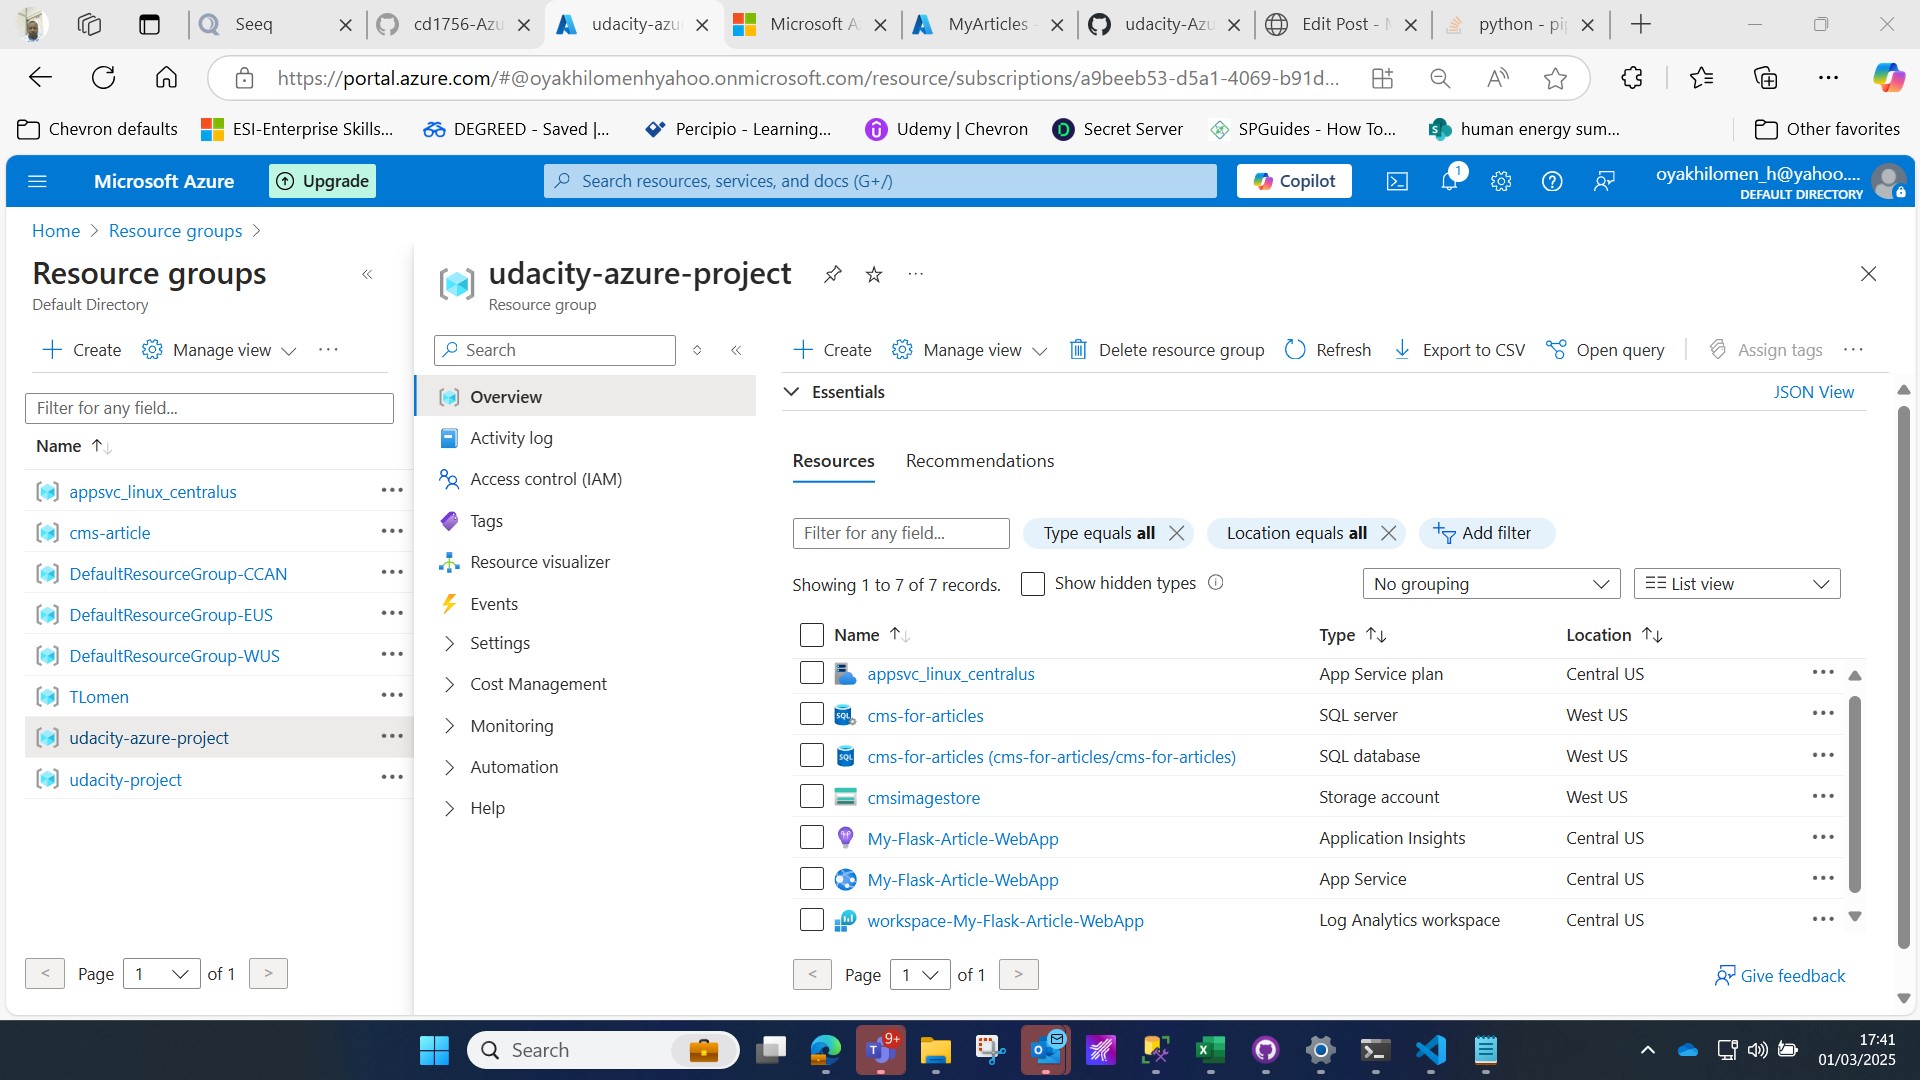 Seeq
cd1756-Azu
udacity-azu
Microsoft A
MyArticles -
udacity-Azu
Edit Post -
python - pi
https://portal.azure.com/#@oyakhilomenhyahoo.onmicrosoft.com/resource/subscriptions/a9beeb53-d5a1-4069-b91d...
Chevron defaults
ESI-Enterprise Skills...
DEGREED - Saved |...
Percipio - Learning...
Udemy | Chevron
Secret Server
SPGuides - How To...
human energy sum...
Other favorites
Microsoft Azure
Upgrade
Search resources, services, and docs (G+/)
Copilot
1
oyakhilomen_h@yahoo....
DEFAULT DIRECTORY
Home > Resource groups >
Resource groups
Default Directory
Create
Manage view
Filter for any field...
Name
appsvc_linux_centralus
cms-article
DefaultResourceGroup-CCAN
DefaultResourceGroup-EUS
DefaultResourceGroup-WUS
TLomen
udacity-azure-project
udacity-project
< Page 1 of 1 >
udacity-azure-project
Resource group
Search
Overview
Activity log
Access control (IAM)
Tags
Resource visualizer
Events
Settings
Cost Management
Monitoring
Automation
Help
Create
Manage view
Delete resource group
Refresh
Export to CSV
Open query
Assign tags
Essentials
JSON View
Resources
Recommendations
Filter for any field...
Type equals all
Location equals all
Add filter
Showing 1 to 7 of 7 records.
Show hidden types
No grouping
List view
Name Type Location
appsvc_linux_centralus App Service plan Central US
cms-for-articles SQL server West US
cms-for-articles (cms-for-articles/cms-for-articles) SQL database West US
cmsimagestore Storage account West US
My-Flask-Article-WebApp Application Insights Central US
My-Flask-Article-WebApp App Service Central US
workspace-My-Flask-Article-WebApp Log Analytics workspace Central US
< Page 1 of 1 >
Give feedback
Search
9+
17:41
01/03/2025